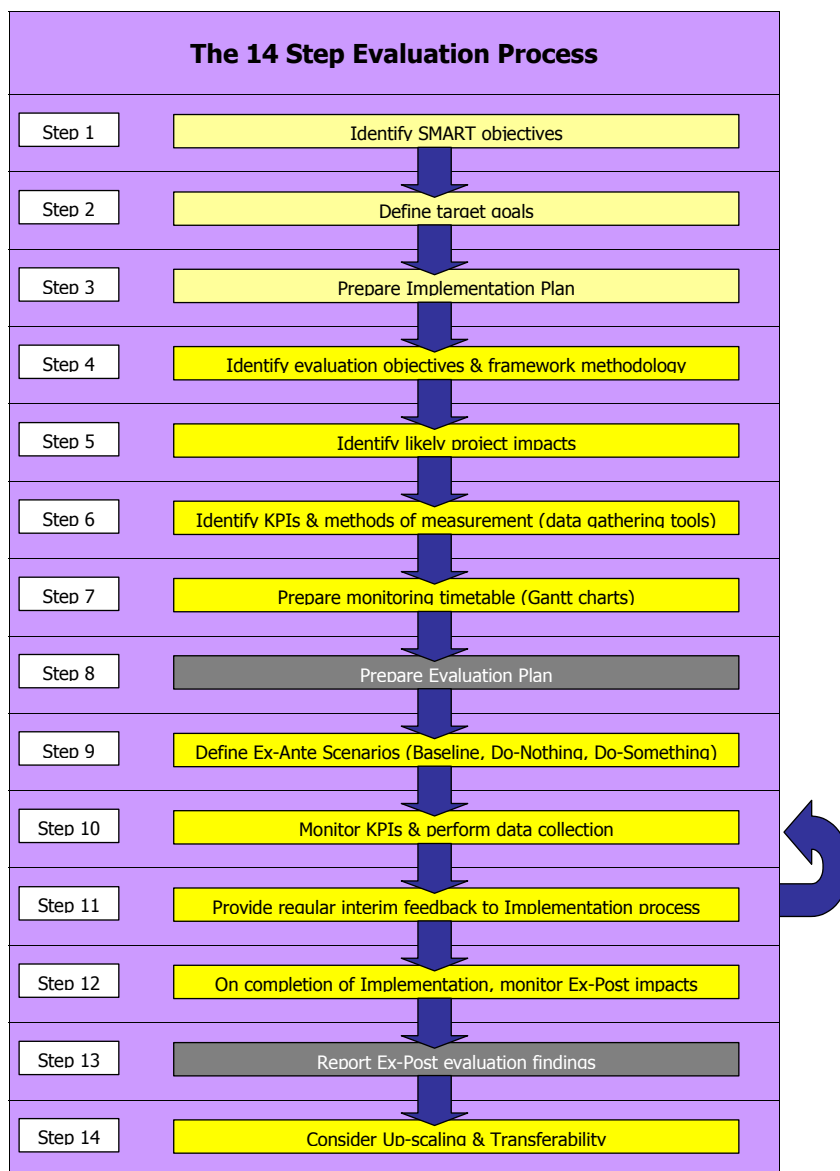 The 14 Step Evaluation Process
Step 1
Identify SMART objectives
Step 2
Define target goals
Step 3
Prepare Implementation Plan
Step 4
Identify evaluation objectives & framework methodology
Step 5
Identify likely project impacts
Step 6
Identify KPIs & methods of measurement (data gathering tools)
Step 7
Prepare monitoring timetable (Gantt charts)
Step 8
Prepare Evaluation Plan
Step 9
Define Ex-Ante Scenarios (Baseline, Do-Nothing, Do-Something)
Step 10
Monitor KPIs & perform data collection
Step 11
Provide regular interim feedback to Implementation process
Step 12
On completion of Implementation, monitor Ex-Post impacts
Step 13
Report Ex-Post evaluation findings
Step 14
Consider Up-scaling & Transferability